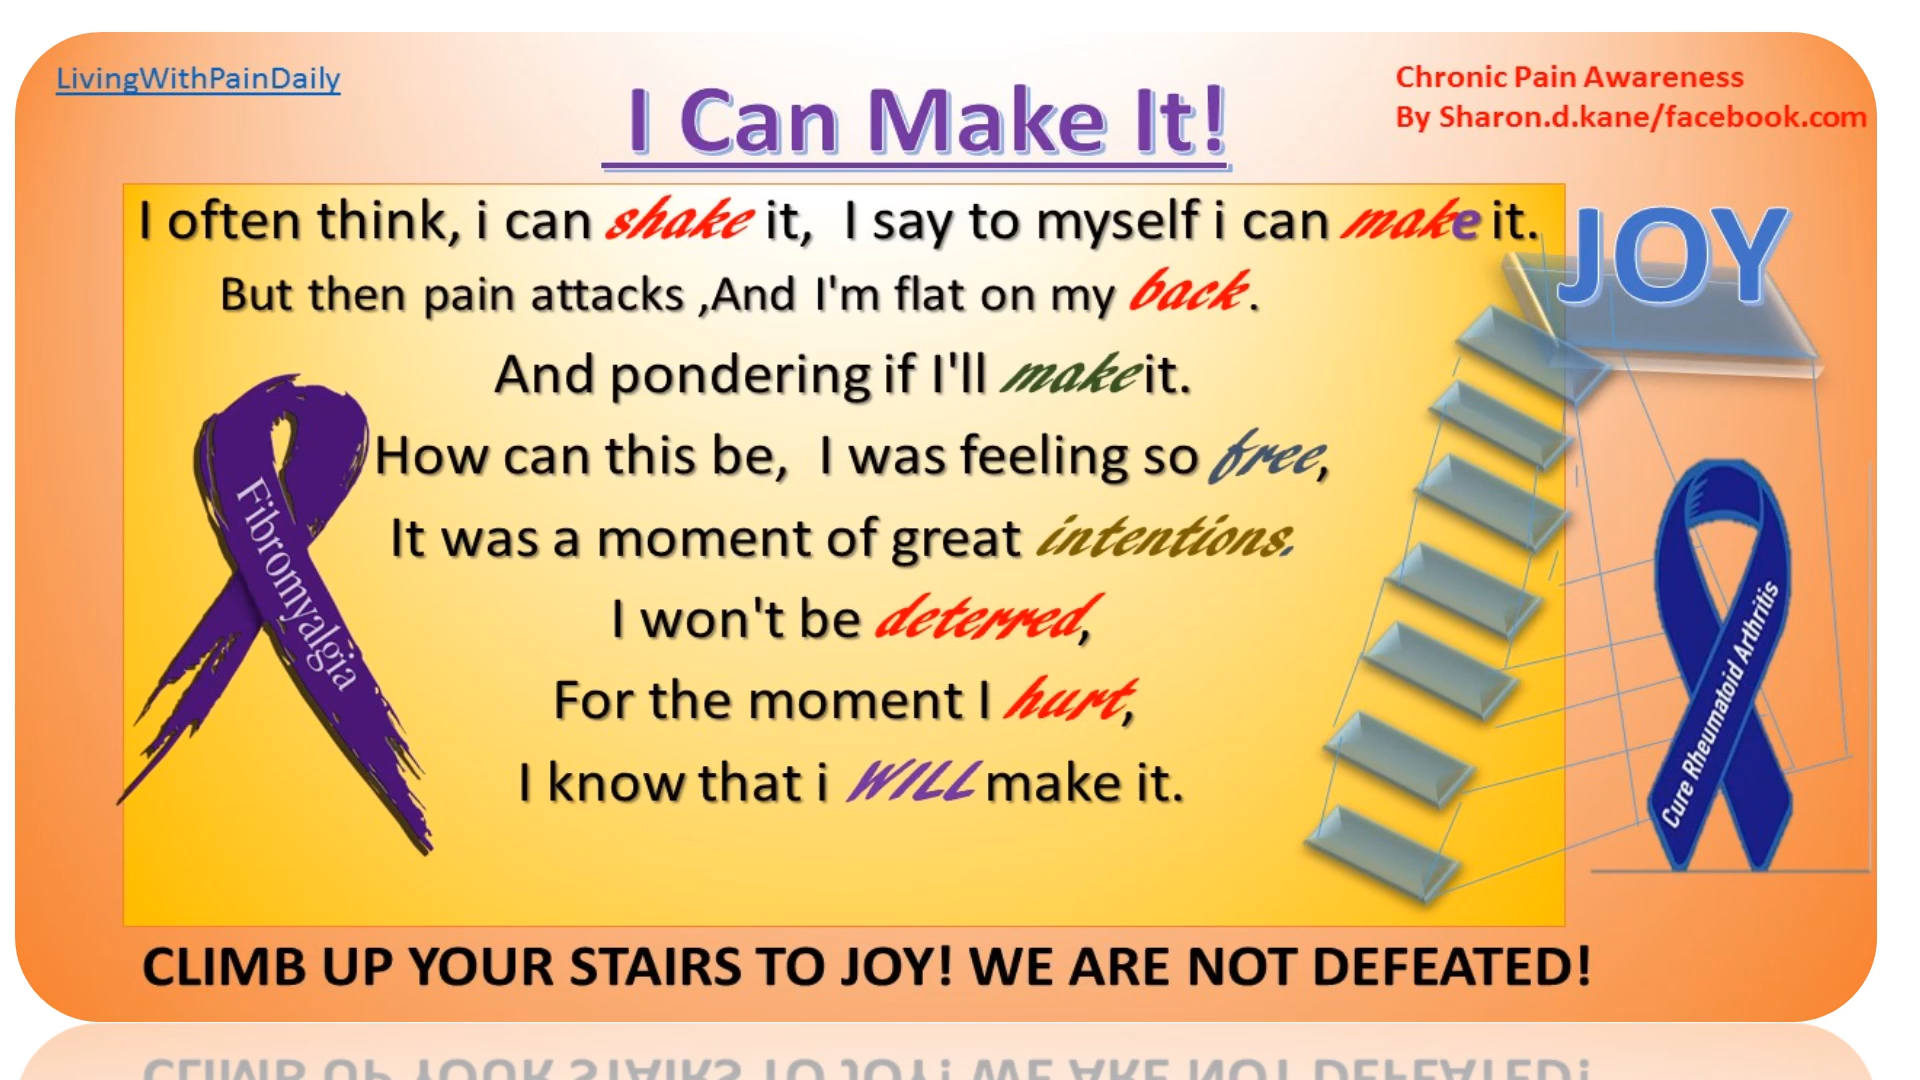 LivingWithPainDaily
Chronic Pain Awareness
By Sharon.d.kane/facebook.com
I Can Make It!
I often think, i can shake it, I say to myself i can make it.
But then pain attacks ,And I'm flat on my back.
And pondering if I'll make it.
How can this be, I was feeling so free,
It was a moment of great intentions.
I won't be deterred,
For the moment I hurt,
I know that i WILL make it.
JOY
Fibromyalgia
Cure Rheumatoid Arthritis
CLIMB UP YOUR STAIRS TO JOY! WE ARE NOT DEFEATED!